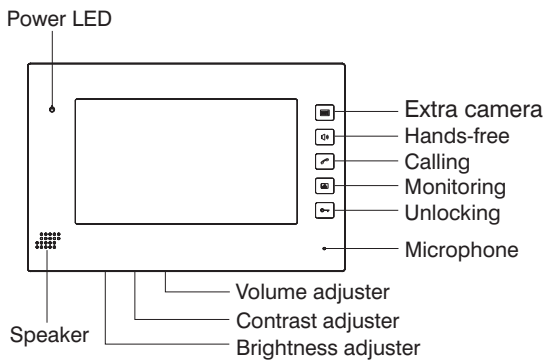 Power LED
Extra camera
Hands-free
Calling
Monitoring
Unlocking
Microphone
Volume adjuster
Contrast adjuster
Speaker
Brightness adjuster